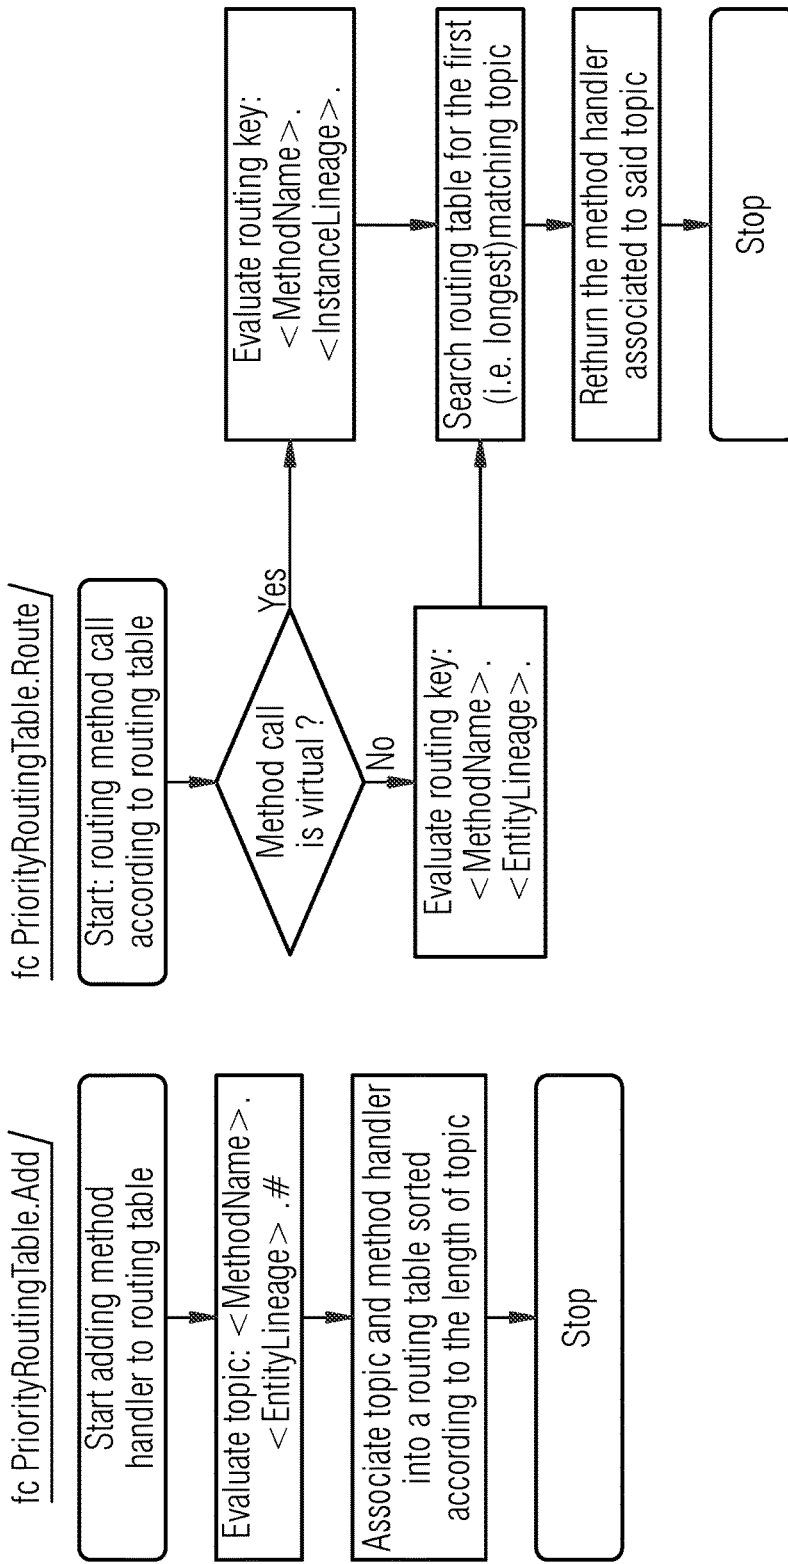 fc PriorityRoutingTable.Add
Start adding method
handler to routing table
Evaluate topic: <MethodName>.
<EntityLineage> .#
Associate topic and method handler
into a routing table sorted
according to the length of topic
Stop
fc PriorityRoutingTable.Route
Start: routing method call
according to routing table
Method call
is virtual ?
Yes
No
Evaluate routing key:
<MethodName>.
<EntityLineage>.
Evaluate routing key:
<MethodName>.
<InstanceLineage>.
Search routing table for the first
(i.e. longest)matching topic
Rethurn the method handler
associated to said topic
Stop